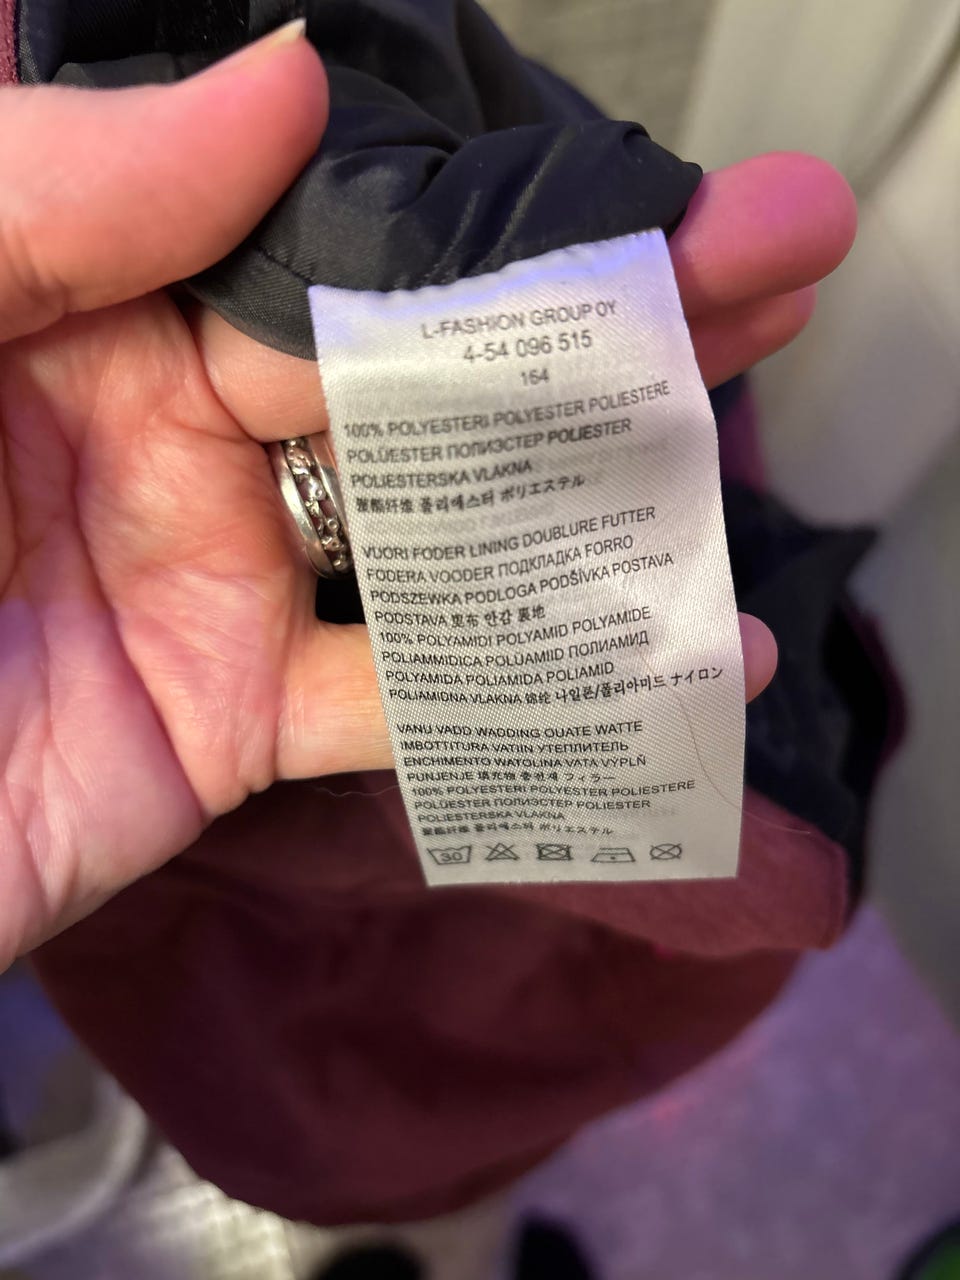 L-FASHION GROUP OY
4-54 096 515
164
100% POLYESTERI POLYESTER POLIESTERE
POLÜESTER ПОЛИЭСТЕР POLIESTER
POLIESTERSKA VLAKNA
聚酯纤维 폴리에스터 ポリエステル
VUORI FODER LINING DOUBLURE FUTTER
FODERA VOODER ПОДКЛАДКА FORRO
PODSZEWKA PODLOGA PODŠÍVKA POSTAVA
PODSTAVA 里布 안감 裏地
100% POLYAMIDI POLYAMID POLYAMIDE
POLIAMMIDICA POLÜAMIID ПОЛИАМИД
POLYAMIDA POLIAMIDA POLIAMID
POLIAMIDNA VLAKNA 锦纶 나일론/폴리아미드 ナイロン
VANU VADD WADDING OUATE WATTE
IMBOTTITURA VATIIN УТЕПЛИТЕЛЬ
ENCHIMENTO WATOLINA VATA VÝPLŇ
PUNJENJE 填充物 충전재 フィラー
100% POLYESTERI POLYESTER POLIESTERE
POLÜESTER ПОЛИЭСТЕР POLIESTER
POLIESTERSKA VLAKNA
聚酯纤维 폴리에스터 ポリエステル
30